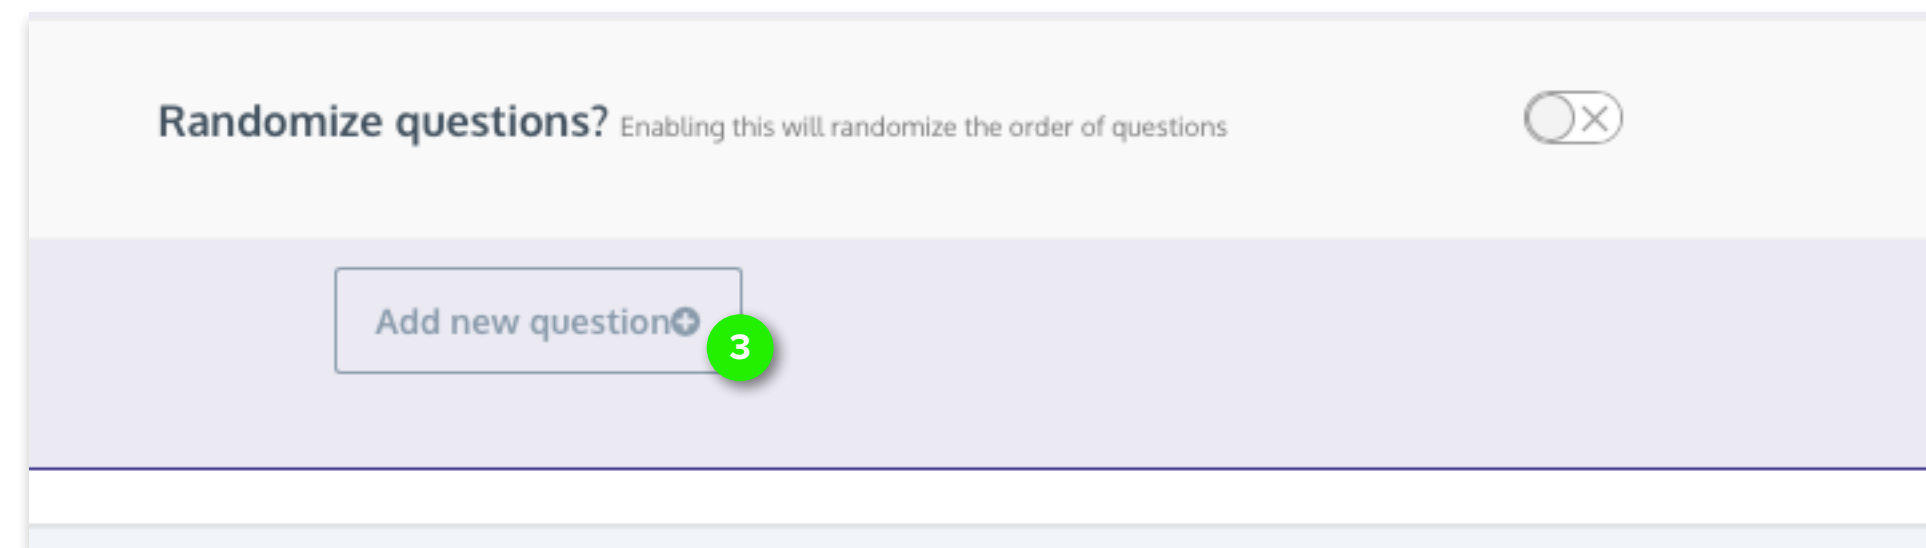 Randomize questions? Enabling this will randomize the order of questions
Add new question
3